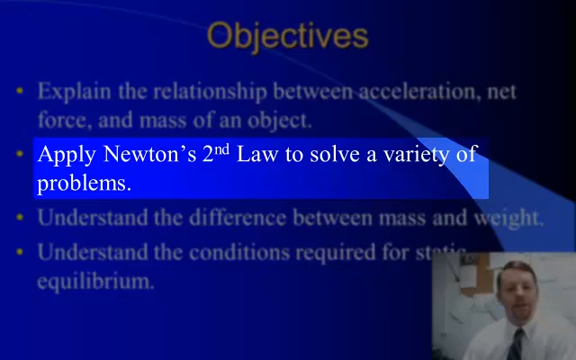 Objectives
• Explain the relationship between acceleration, net
force, and mass of an object.
• Apply Newton's 2nd Law to solve a variety of
problems.
• Understand the difference between mass and weight.
• Understand the conditions required for static
equilibrium.